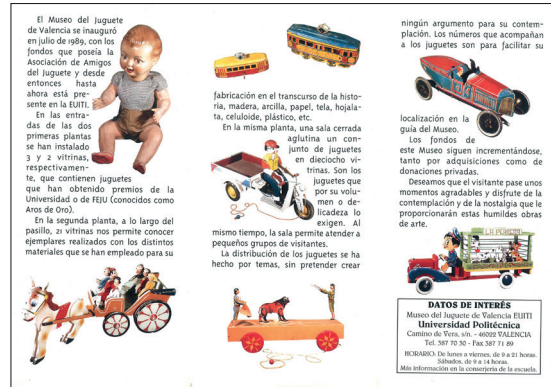 El Museo del Juguete
de Valencia se inauguró
en julio de 1989, con los
fondos que poseía la
Asociación de Amigos
del Juguete y desde
entonces hasta
ahora está pre-
sente en la EUITI.
En las entra-
das de las dos
primeras plantas
se han instalado
3 y 2 vitrinas,
respectivamen-
te, que contienen juguetes
que han obtenido premios de la
Universidad o de FEJU (conocidos como
Aros de Oro).
En la segunda planta, a lo largo del
pasillo, 21 vitrinas nos permite conocer
ejemplares realizados con los distintos
materiales que se han empleado para su
fabricación en el transcurso de la histo-
ria, madera, arcilla, papel, tela, hojala-
ta, celuloide, plástico, etc.
En la misma planta, una sala cerrada
aglutina un con-
junto de juguetes
en dieciocho vi-
trinas. Son los
juguetes que
por su volu-
men o de-
licadeza lo
exigen. Al
mismo tiempo, la sala permite atender a
pequeños grupos de visitantes.
La distribución de los juguetes se ha
hecho por temas, sin pretender crear
ningún argumento para su contem-
plación. Los números que acompañan
a los juguetes son para facilitar su
localización en la
guía del Museo.
Los fondos de
este Museo siguen incrementándose,
tanto por adquisiciones como de
donaciones privadas.
Deseamos que el visitante pase unos
momentos agradables y disfrute de la
contemplación y de la nostalgia que le
proporcionarán estas humildes obras
de arte.
DATOS DE INTERÉS
Museo del Juguete de Valencia EUITI
Universidad Politécnica
Camino de Vera, s/n. - 46022 VALENCIA
Tel. 387 70 30 - Fax 387 71 89
HORARIO: De lunes a viernes, de 9 a 21 horas.
Sábados, de 9 a 14 horas.
Más información en la conserjería de la escuela.